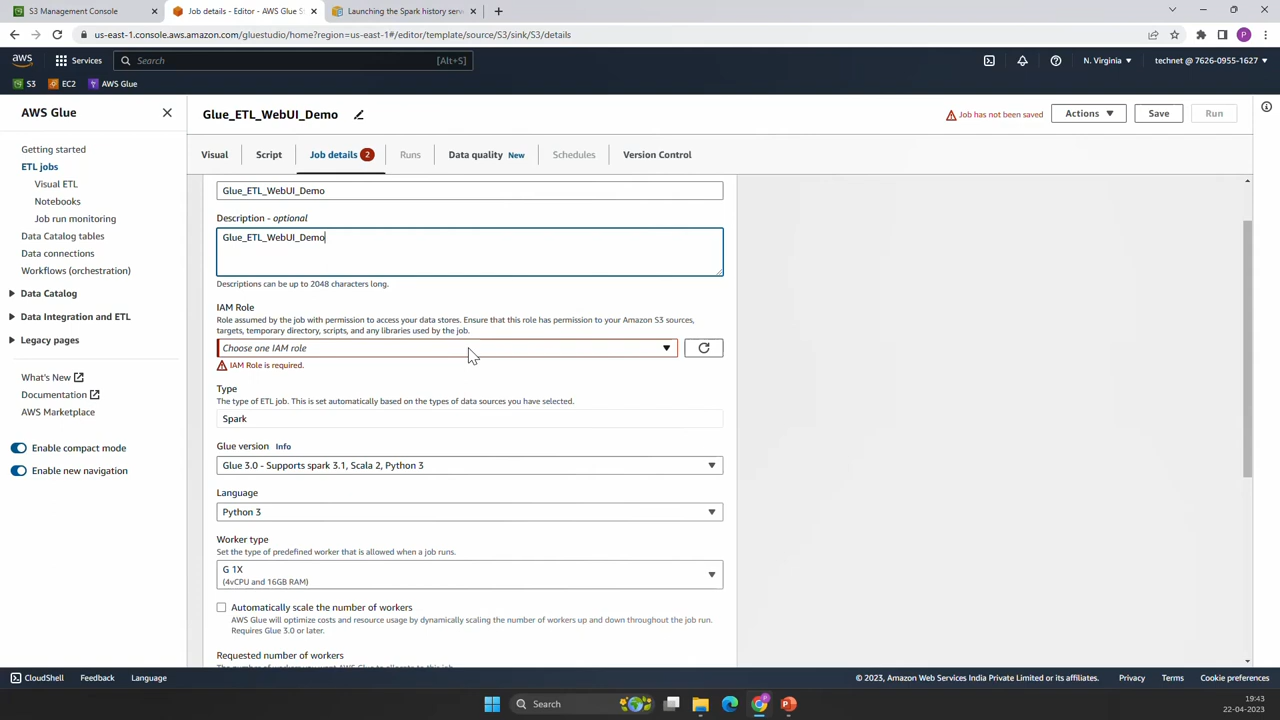 S3 Management Console
Job details - Editor - AWS Glue S
Launching the Spark history serv
us-east-1.console.aws.amazon.com/gluestudio/home?region=us-east-1#/editor/template/source/S3/sink/S3/details
P
aws
Services
Search
[Alt+S]
N. Virginia
technet @ 7626-0955-1627
S3
EC2
AWS Glue
AWS Glue
Getting started
ETL jobs
Visual ETL
Notebooks
Job run monitoring
Data Catalog tables
Data connections
Workflows (orchestration)
Data Catalog
Data Integration and ETL
Legacy pages
What's New
Documentation
AWS Marketplace
Enable compact mode
Enable new navigation
Glue_ETL_WebUI_Demo
Job has not been saved
Actions
Save
Run
Visual
Script
Job details 2
Runs
Data quality New
Schedules
Version Control
Glue_ETL_WebUI_Demo
Description - optional
Glue_ETL_WebUI_Demo
Descriptions can be up to 2048 characters long.
IAM Role
Role assumed by the job with permission to access your data stores. Ensure that this role has permission to your Amazon S3 sources,
targets, temporary directory, scripts, and any libraries used by the job.
Choose one IAM role
IAM Role is required.
Type
The type of ETL job. This is set automatically based on the types of data sources you have selected.
Spark
Glue version Info
Glue 3.0 - Supports spark 3.1, Scala 2, Python 3
Language
Python 3
Worker type
Set the type of predefined worker that is allowed when a job runs.
G 1X
(4vCPU and 16GB RAM)
Automatically scale the number of workers
AWS Glue will optimize costs and resource usage by dynamically scaling the number of workers up and down throughout the job run.
Requires Glue 3.0 or later.
Requested number of workers
The number of workers you want AWS Glue to allocate to this job.
CloudShell
Feedback
Language
© 2023, Amazon Web Services India Private Limited or its affiliates.
Privacy
Terms
Cookie preferences
Search
19:43
22-04-2023